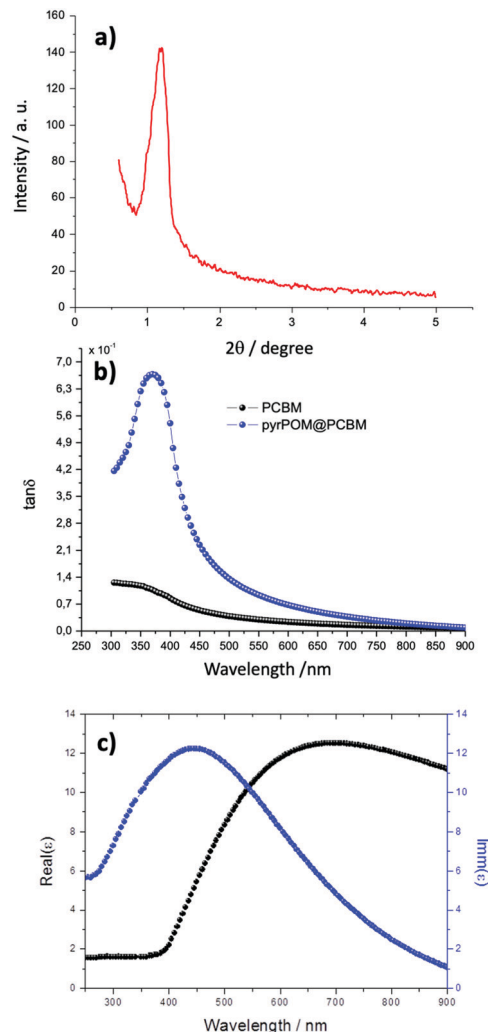 a)
Intensity / a. u.
160
140
120
100
80
60
40
20
0
0 1 2 3 4 5
2θ / degree
b)
x 10⁻¹
7,0
6,3
5,6
4,9
4,2
3,5
2,8
2,1
1,4
0,7
0,0
tanδ
PCBM
pyrPOM@PCBM
250 300 350 400 450 500 550 600 650 700 750 800 850 900
Wavelength /nm
c)
Real(ε)
14
12
10
8
6
4
2
0
14
12
10
8
6
4
2
0
Imm(ε)
300 400 500 600 700 800 900
Wavelength / nm